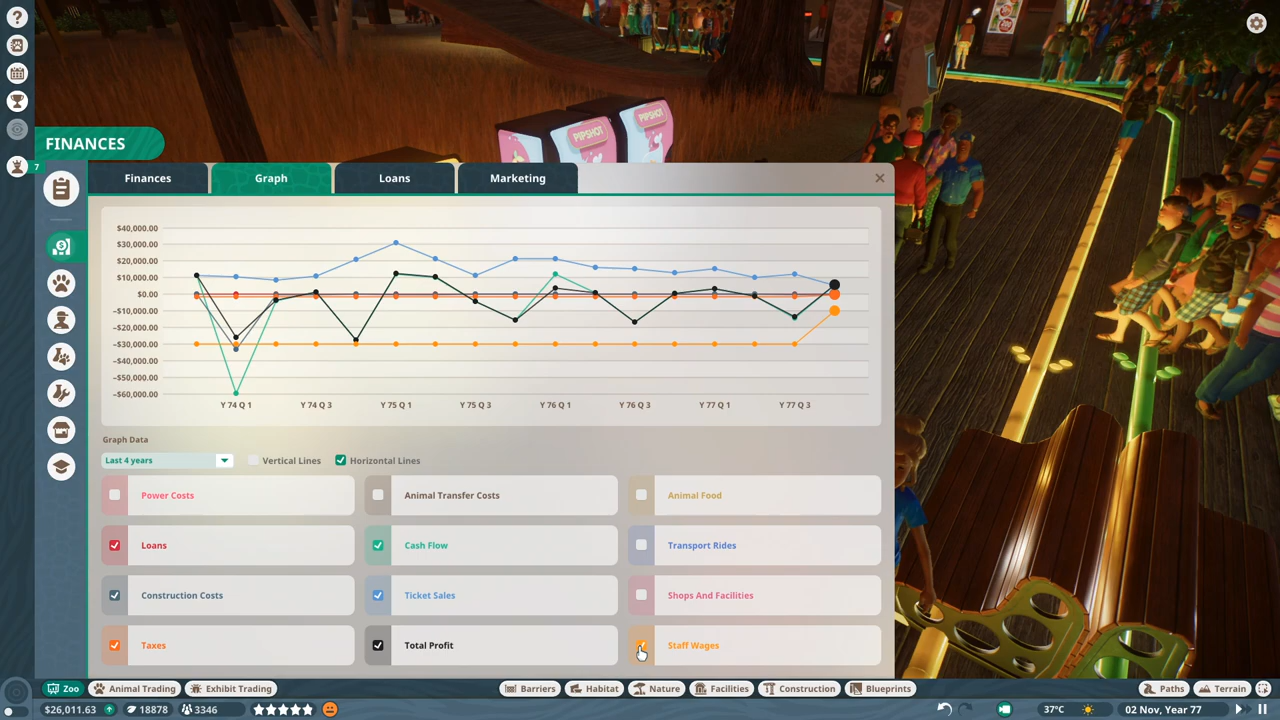 ?
7
FINANCES
PIPSHOT
PIPSHOT
Finances
Graph
Loans
Marketing
$40,000.00
$30,000.00
$20,000.00
$10,000.00
$0.00
–$10,000.00
–$20,000.00
–$30,000.00
–$40,000.00
–$50,000.00
–$60,000.00
Y 74 Q 1
Y 74 Q 3
Y 75 Q 1
Y 75 Q 3
Y 76 Q 1
Y 76 Q 3
Y 77 Q 1
Y 77 Q 3
Graph Data
Last 4 years
Vertical Lines
Horizontal Lines
Power Costs
Animal Transfer Costs
Animal Food
Loans
Cash Flow
Transport Rides
Construction Costs
Ticket Sales
Shops And Facilities
Taxes
Total Profit
Staff Wages
Zoo
Animal Trading
Exhibit Trading
Barriers
Habitat
Nature
Facilities
Construction
Blueprints
Paths
Terrain
$26,011.63
18878
3346
37°C
02 Nov, Year 77